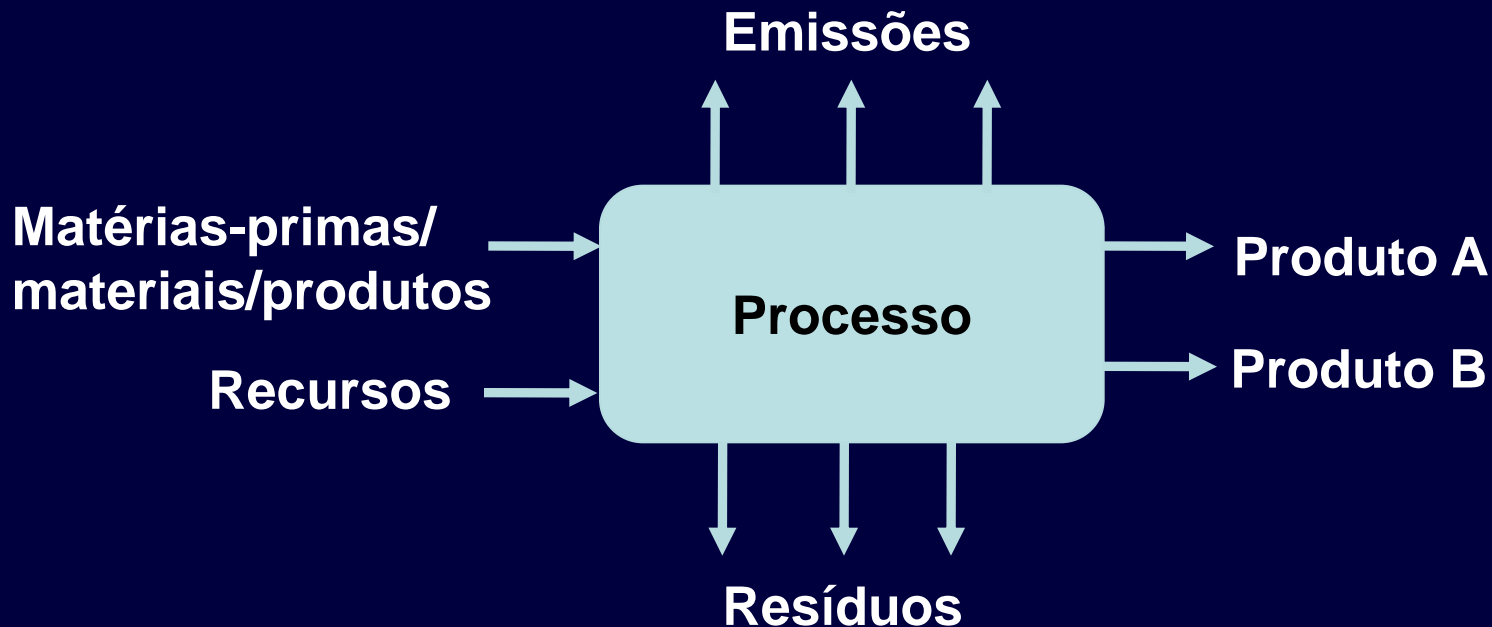 Emissões
Matérias-primas/
materiais/produtos
Recursos
Processo
Produto A
Produto B
Resíduos